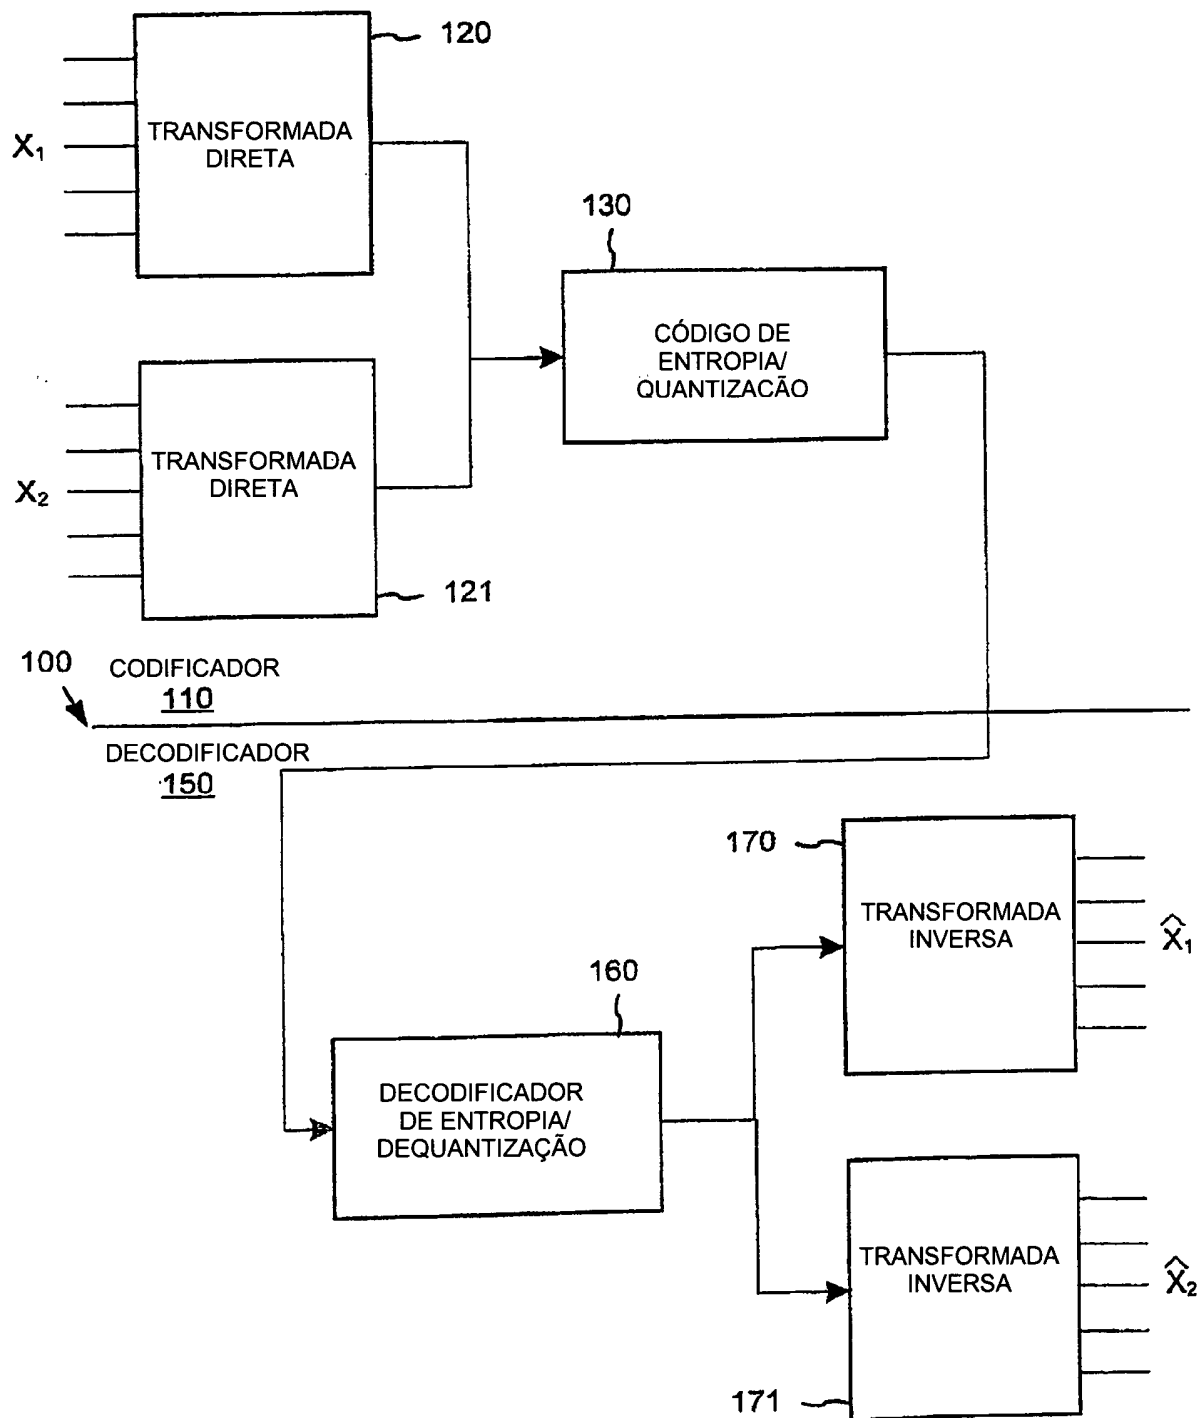 120
TRANSFORMADA
DIRETA
X₁
130
CÓDIGO DE
ENTROPIA/
QUANTIZACÃO
TRANSFORMADA
DIRETA
X₂
121
100
CODIFICADOR
110
DECODIFICADOR
150
170
TRANSFORMADA
INVERSA
X̂₁
160
DECODIFICADOR
DE ENTROPIA/
DEQUANTIZAÇÃO
TRANSFORMADA
INVERSA
X̂₂
171